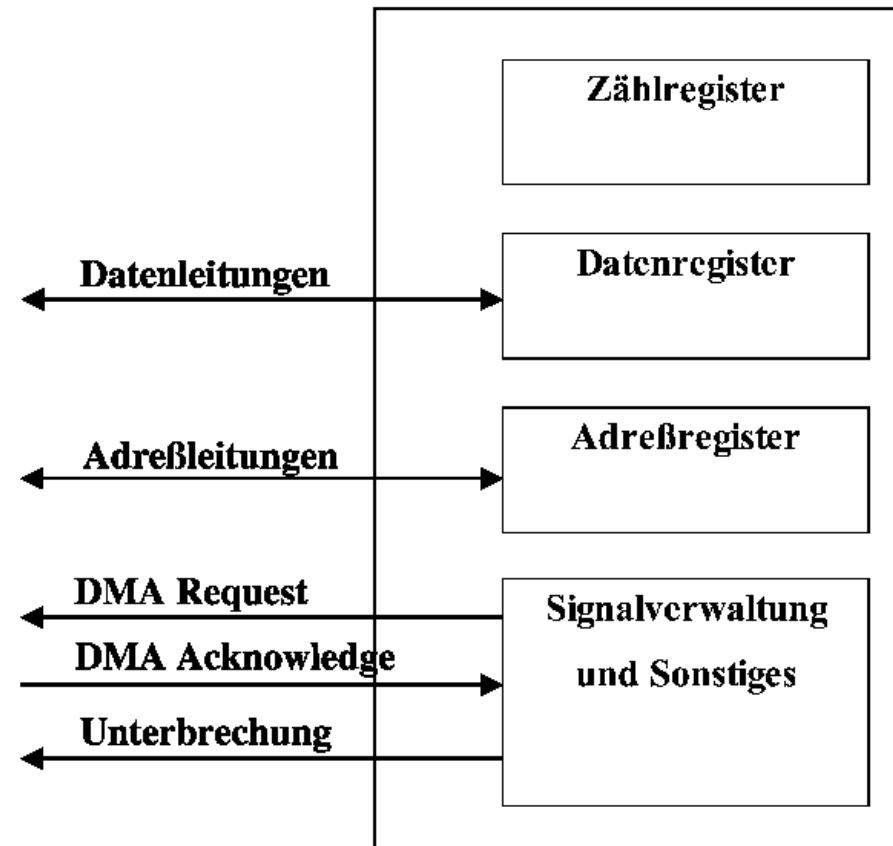 Zählregister
Datenleitungen
Datenregister
Adreßleitungen
Adreßregister
DMA Request
DMA Acknowledge
Unterbrechung
Signalverwaltung
und Sonstiges